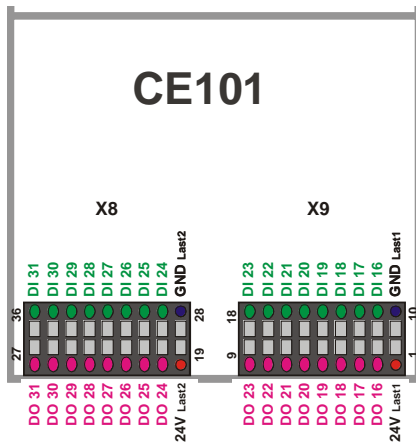 CE101
X8
X9
DI 31
DI 30
DI 29
DI 28
DI 27
DI 26
DI 25
DI 24
GND Last2
DI 23
DI 22
DI 21
DI 20
DI 19
DI 18
DI 17
DI 16
GND Last1
36
28
18
10
27
19
9
1
DO 31
DO 30
DO 29
DO 28
DO 27
DO 26
DO 25
DO 24
24V Last2
DO 23
DO 22
DO 21
DO 20
DO 19
DO 18
DO 17
DO 16
24V Last1